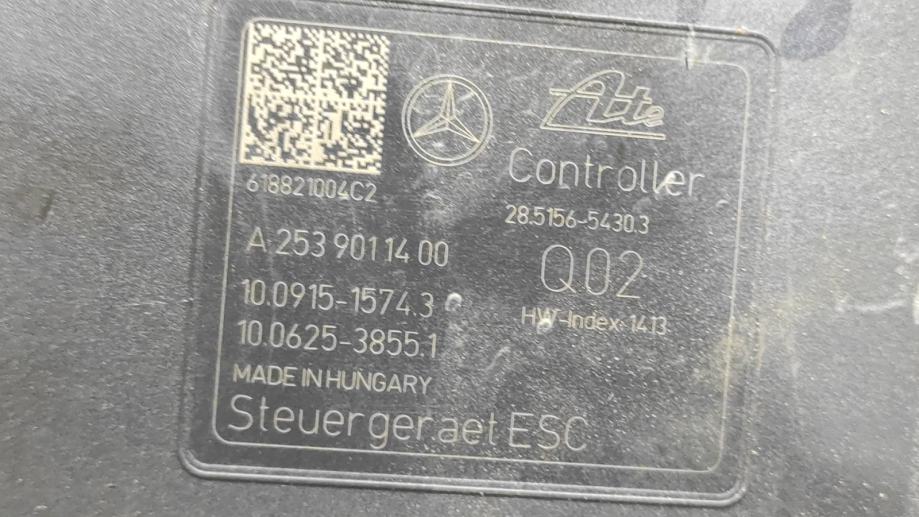 Ate
Controller
618821004C2
28.5156-5430.3
A 253 901 14 00
Q02
10.0915-1574.3
HW-Index: 1413
10.0625-3855.1
MADE IN HUNGARY
Steuergeraet ESC